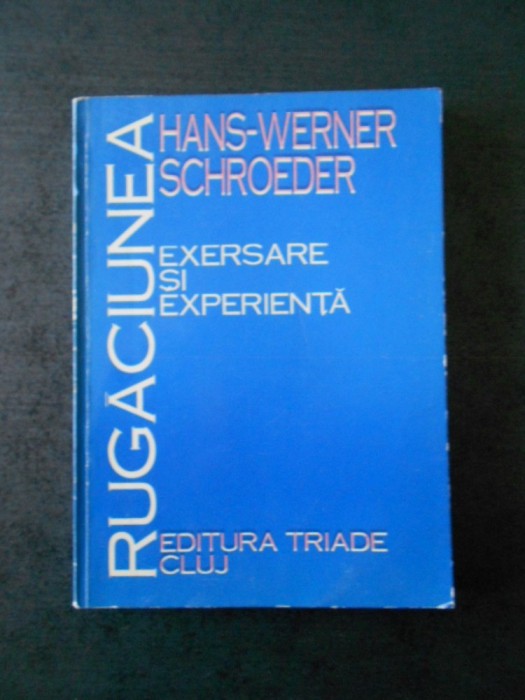 RUGĂCIUNEA
HANS-WERNER
SCHROEDER
EXERSARE
ȘI
EXPERIENȚĂ
EDITURA TRIADE
CLUJ